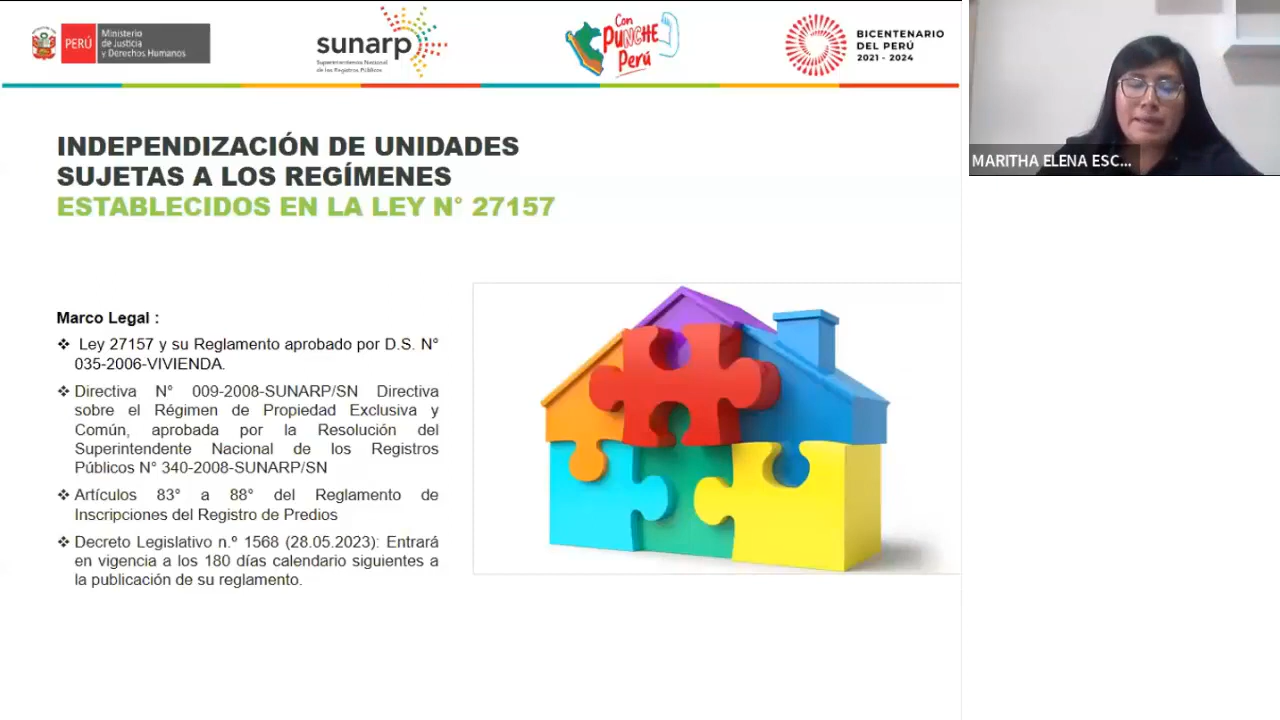 PERÚ
Ministerio
de Justicia
y Derechos Humanos
sunarp
Superintendencia Nacional
de los Registros Públicos
Con
PUNCHE
Perú
BICENTENARIO
DEL PERÚ
2021 - 2024
MARITHA ELENA ESC...
INDEPENDIZACIÓN DE UNIDADES
SUJETAS A LOS REGÍMENES
ESTABLECIDOS EN LA LEY N° 27157
Marco Legal :
❖ Ley 27157 y su Reglamento aprobado por D.S. N°
035-2006-VIVIENDA.
❖ Directiva N° 009-2008-SUNARP/SN Directiva
sobre el Régimen de Propiedad Exclusiva y
Común, aprobada por la Resolución del
Superintendente Nacional de los Registros
Públicos N° 340-2008-SUNARP/SN
❖ Artículos 83° a 88° del Reglamento de
Inscripciones del Registro de Predios
❖ Decreto Legislativo n.º 1568 (28.05.2023): Entrará
en vigencia a los 180 días calendario siguientes a
la publicación de su reglamento.